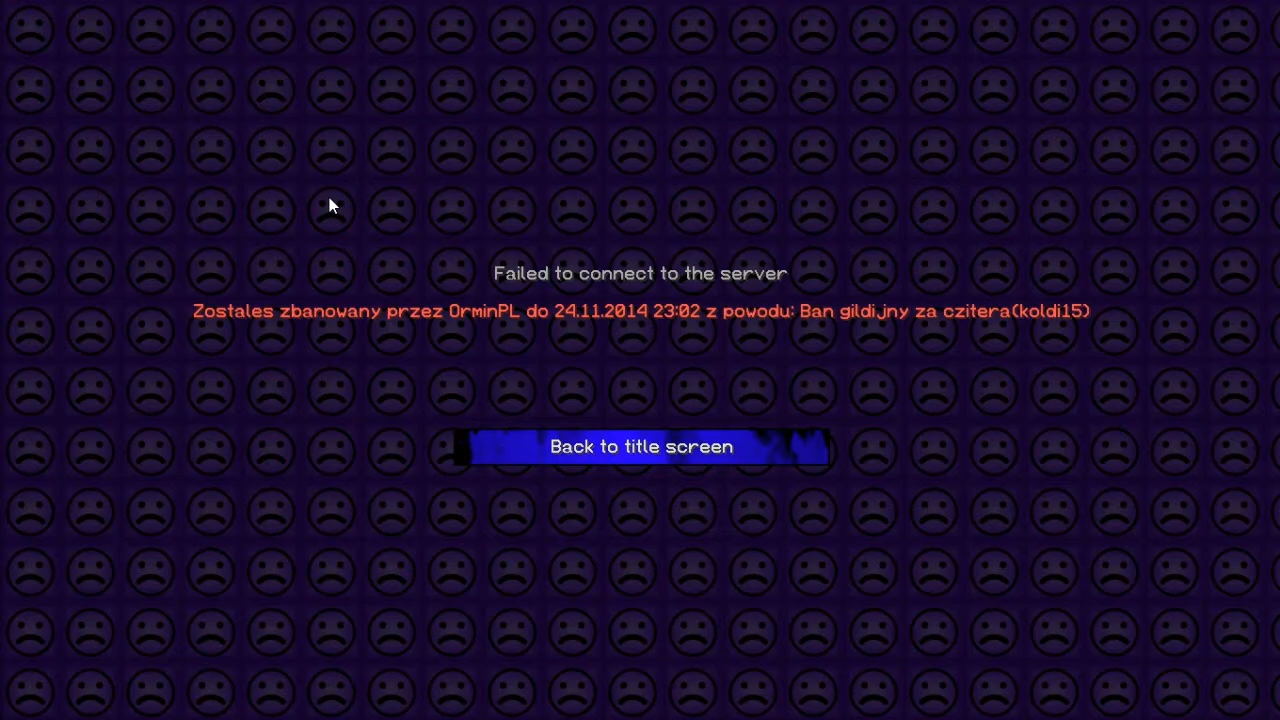 Failed to connect to the server
Zostales zbanowany przez OrminPL do 24.11.2014 23:02 z powodu: Ban gildijny za czitera(koldi15)
Back to title screen